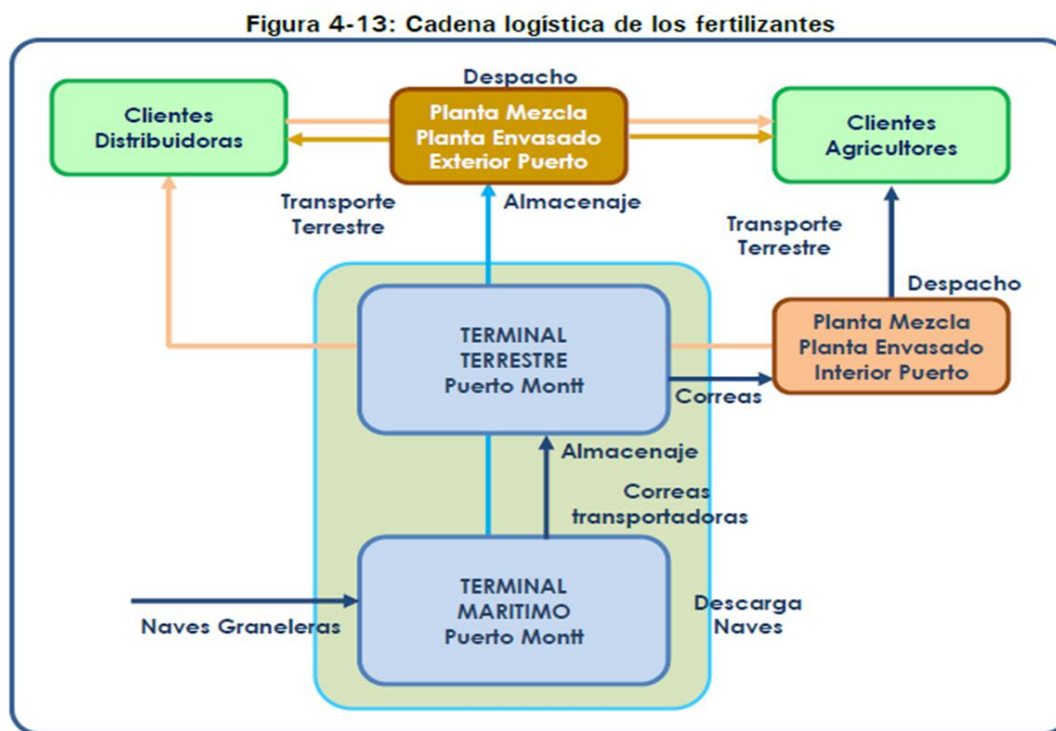 Figura 4-13: Cadena logística de los fertilizantes
Despacho
Clientes
Distribuidoras
Planta Mezcla
Planta Envasado
Exterior Puerto
Clientes
Agricultores
Transporte
Terrestre
Almacenaje
Transporte
Terrestre
Despacho
TERMINAL
TERRESTRE
Puerto Montt
Planta Mezcla
Planta Envasado
Interior Puerto
Correas
Almacenaje
Correas
transportadoras
TERMINAL
MARITIMO
Puerto Montt
Naves Graneleras
Descarga
Naves